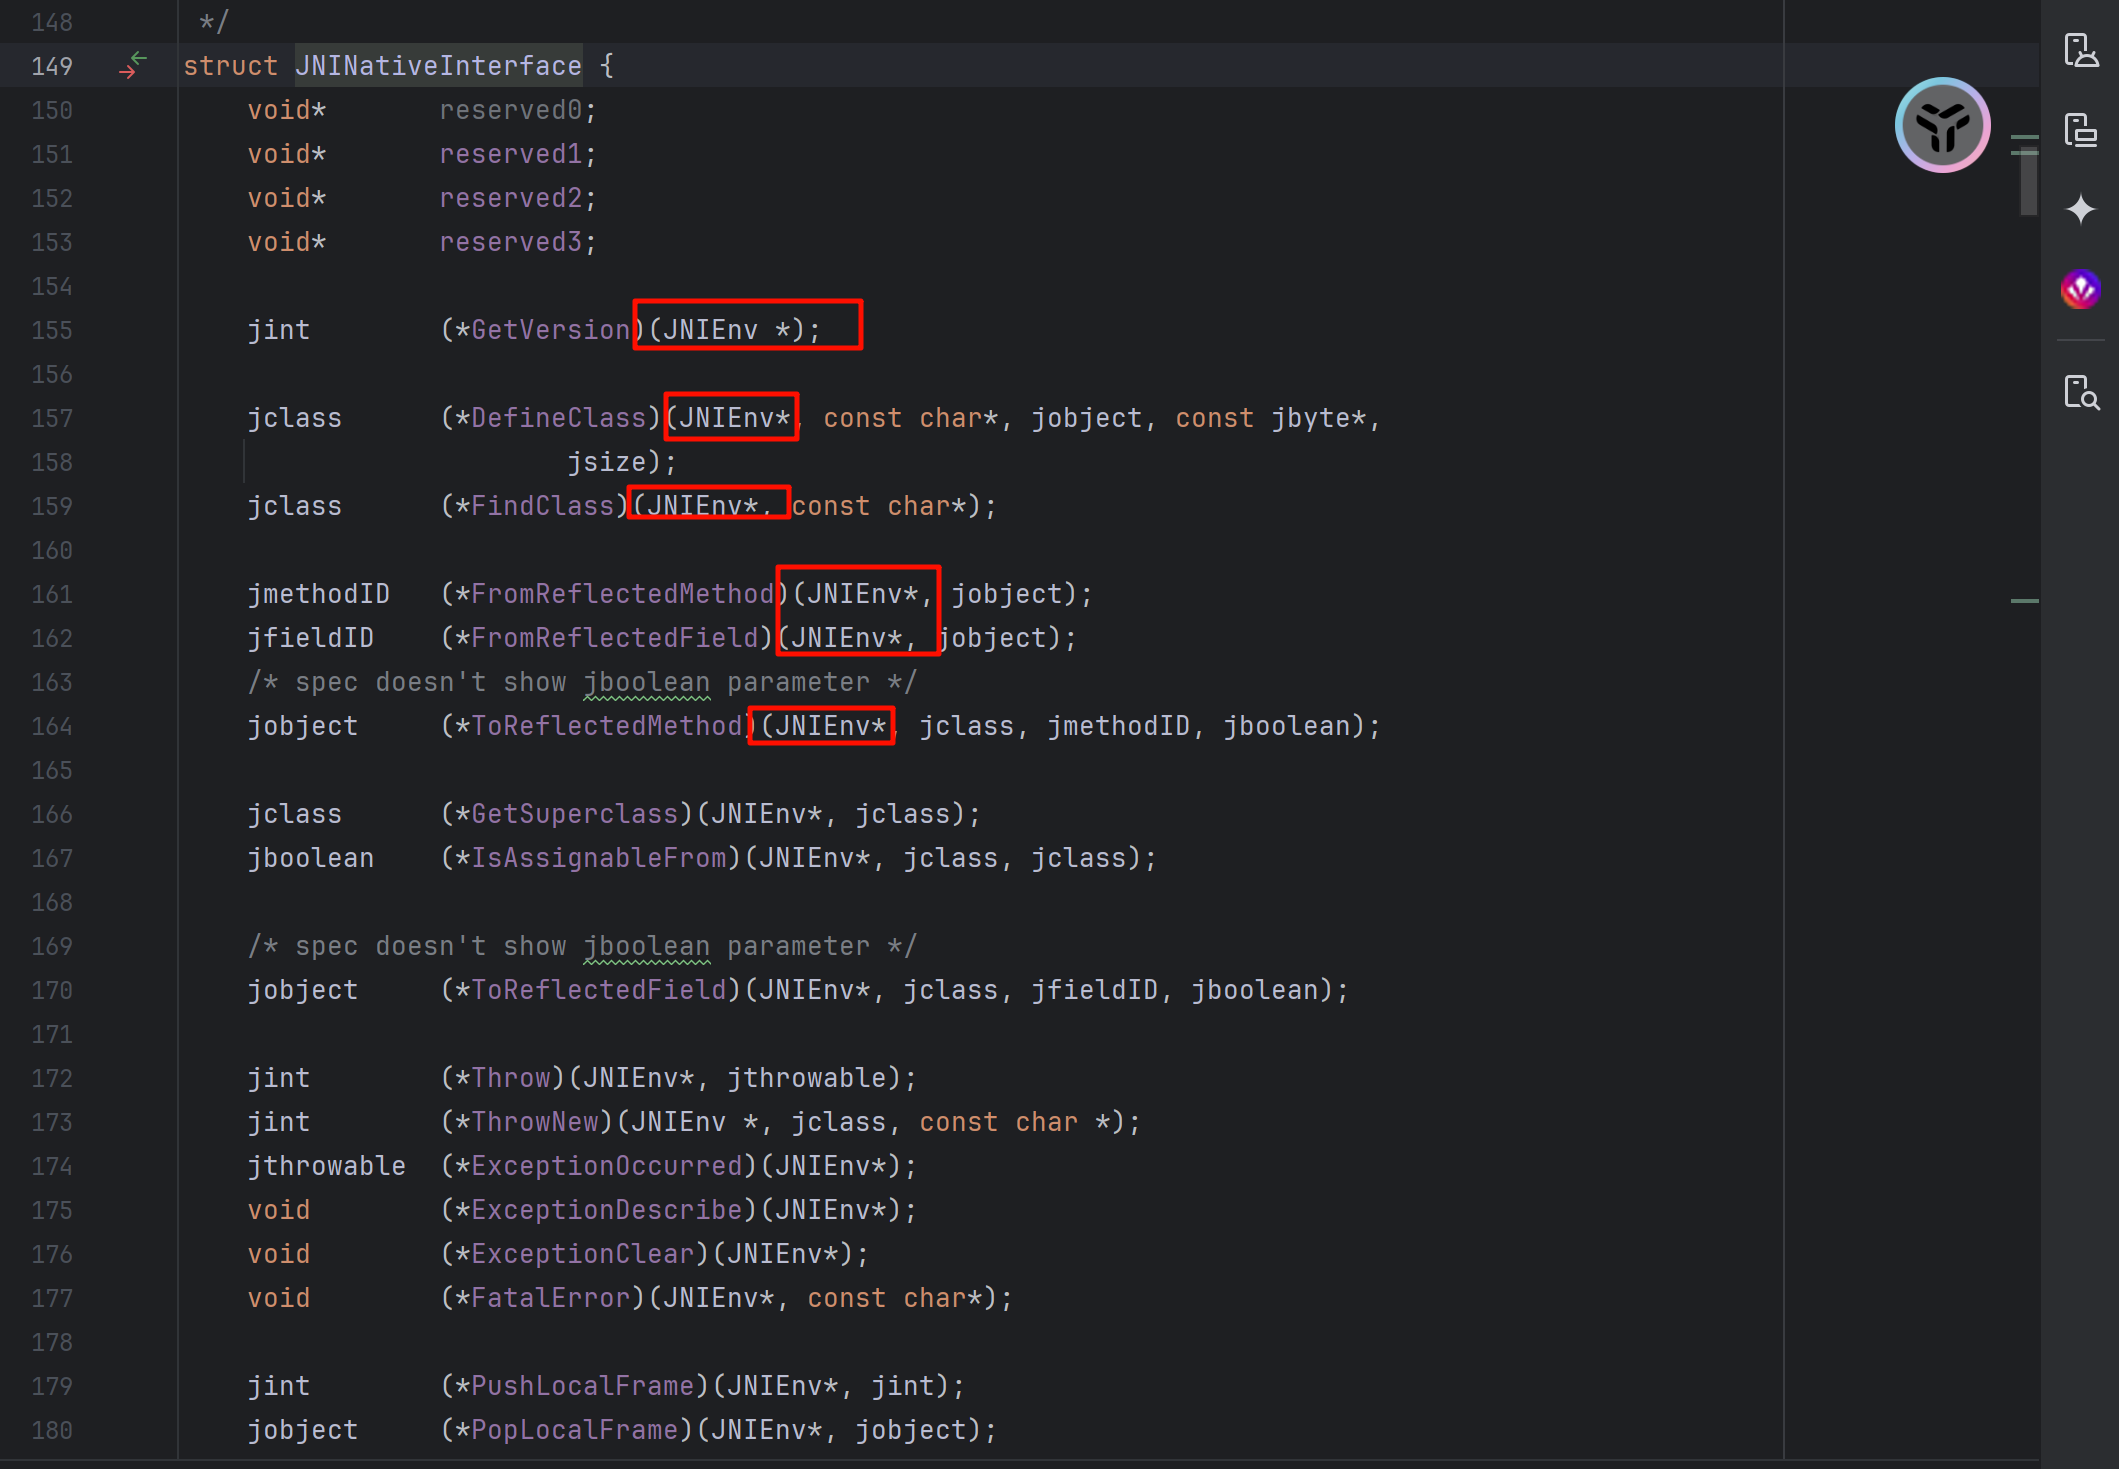 148 */
149 struct JNINativeInterface {
150     void*       reserved0;
151     void*       reserved1;
152     void*       reserved2;
153     void*       reserved3;
154
155     jint        (*GetVersion)(JNIEnv *);
156
157     jclass      (*DefineClass)(JNIEnv*, const char*, jobject, const jbyte*,
158                         jsize);
159     jclass      (*FindClass)(JNIEnv*, const char*);
160
161     jmethodID   (*FromReflectedMethod)(JNIEnv*, jobject);
162     jfieldID    (*FromReflectedField)(JNIEnv*, jobject);
163     /* spec doesn't show jboolean parameter */
164     jobject     (*ToReflectedMethod)(JNIEnv*, jclass, jmethodID, jboolean);
165
166     jclass      (*GetSuperclass)(JNIEnv*, jclass);
167     jboolean    (*IsAssignableFrom)(JNIEnv*, jclass, jclass);
168
169     /* spec doesn't show jboolean parameter */
170     jobject     (*ToReflectedField)(JNIEnv*, jclass, jfieldID, jboolean);
171
172     jint        (*Throw)(JNIEnv*, jthrowable);
173     jint        (*ThrowNew)(JNIEnv *, jclass, const char *);
174     jthrowable  (*ExceptionOccurred)(JNIEnv*);
175     void        (*ExceptionDescribe)(JNIEnv*);
176     void        (*ExceptionClear)(JNIEnv*);
177     void        (*FatalError)(JNIEnv*, const char*);
178
179     jint        (*PushLocalFrame)(JNIEnv*, jint);
180     jobject     (*PopLocalFrame)(JNIEnv*, jobject);